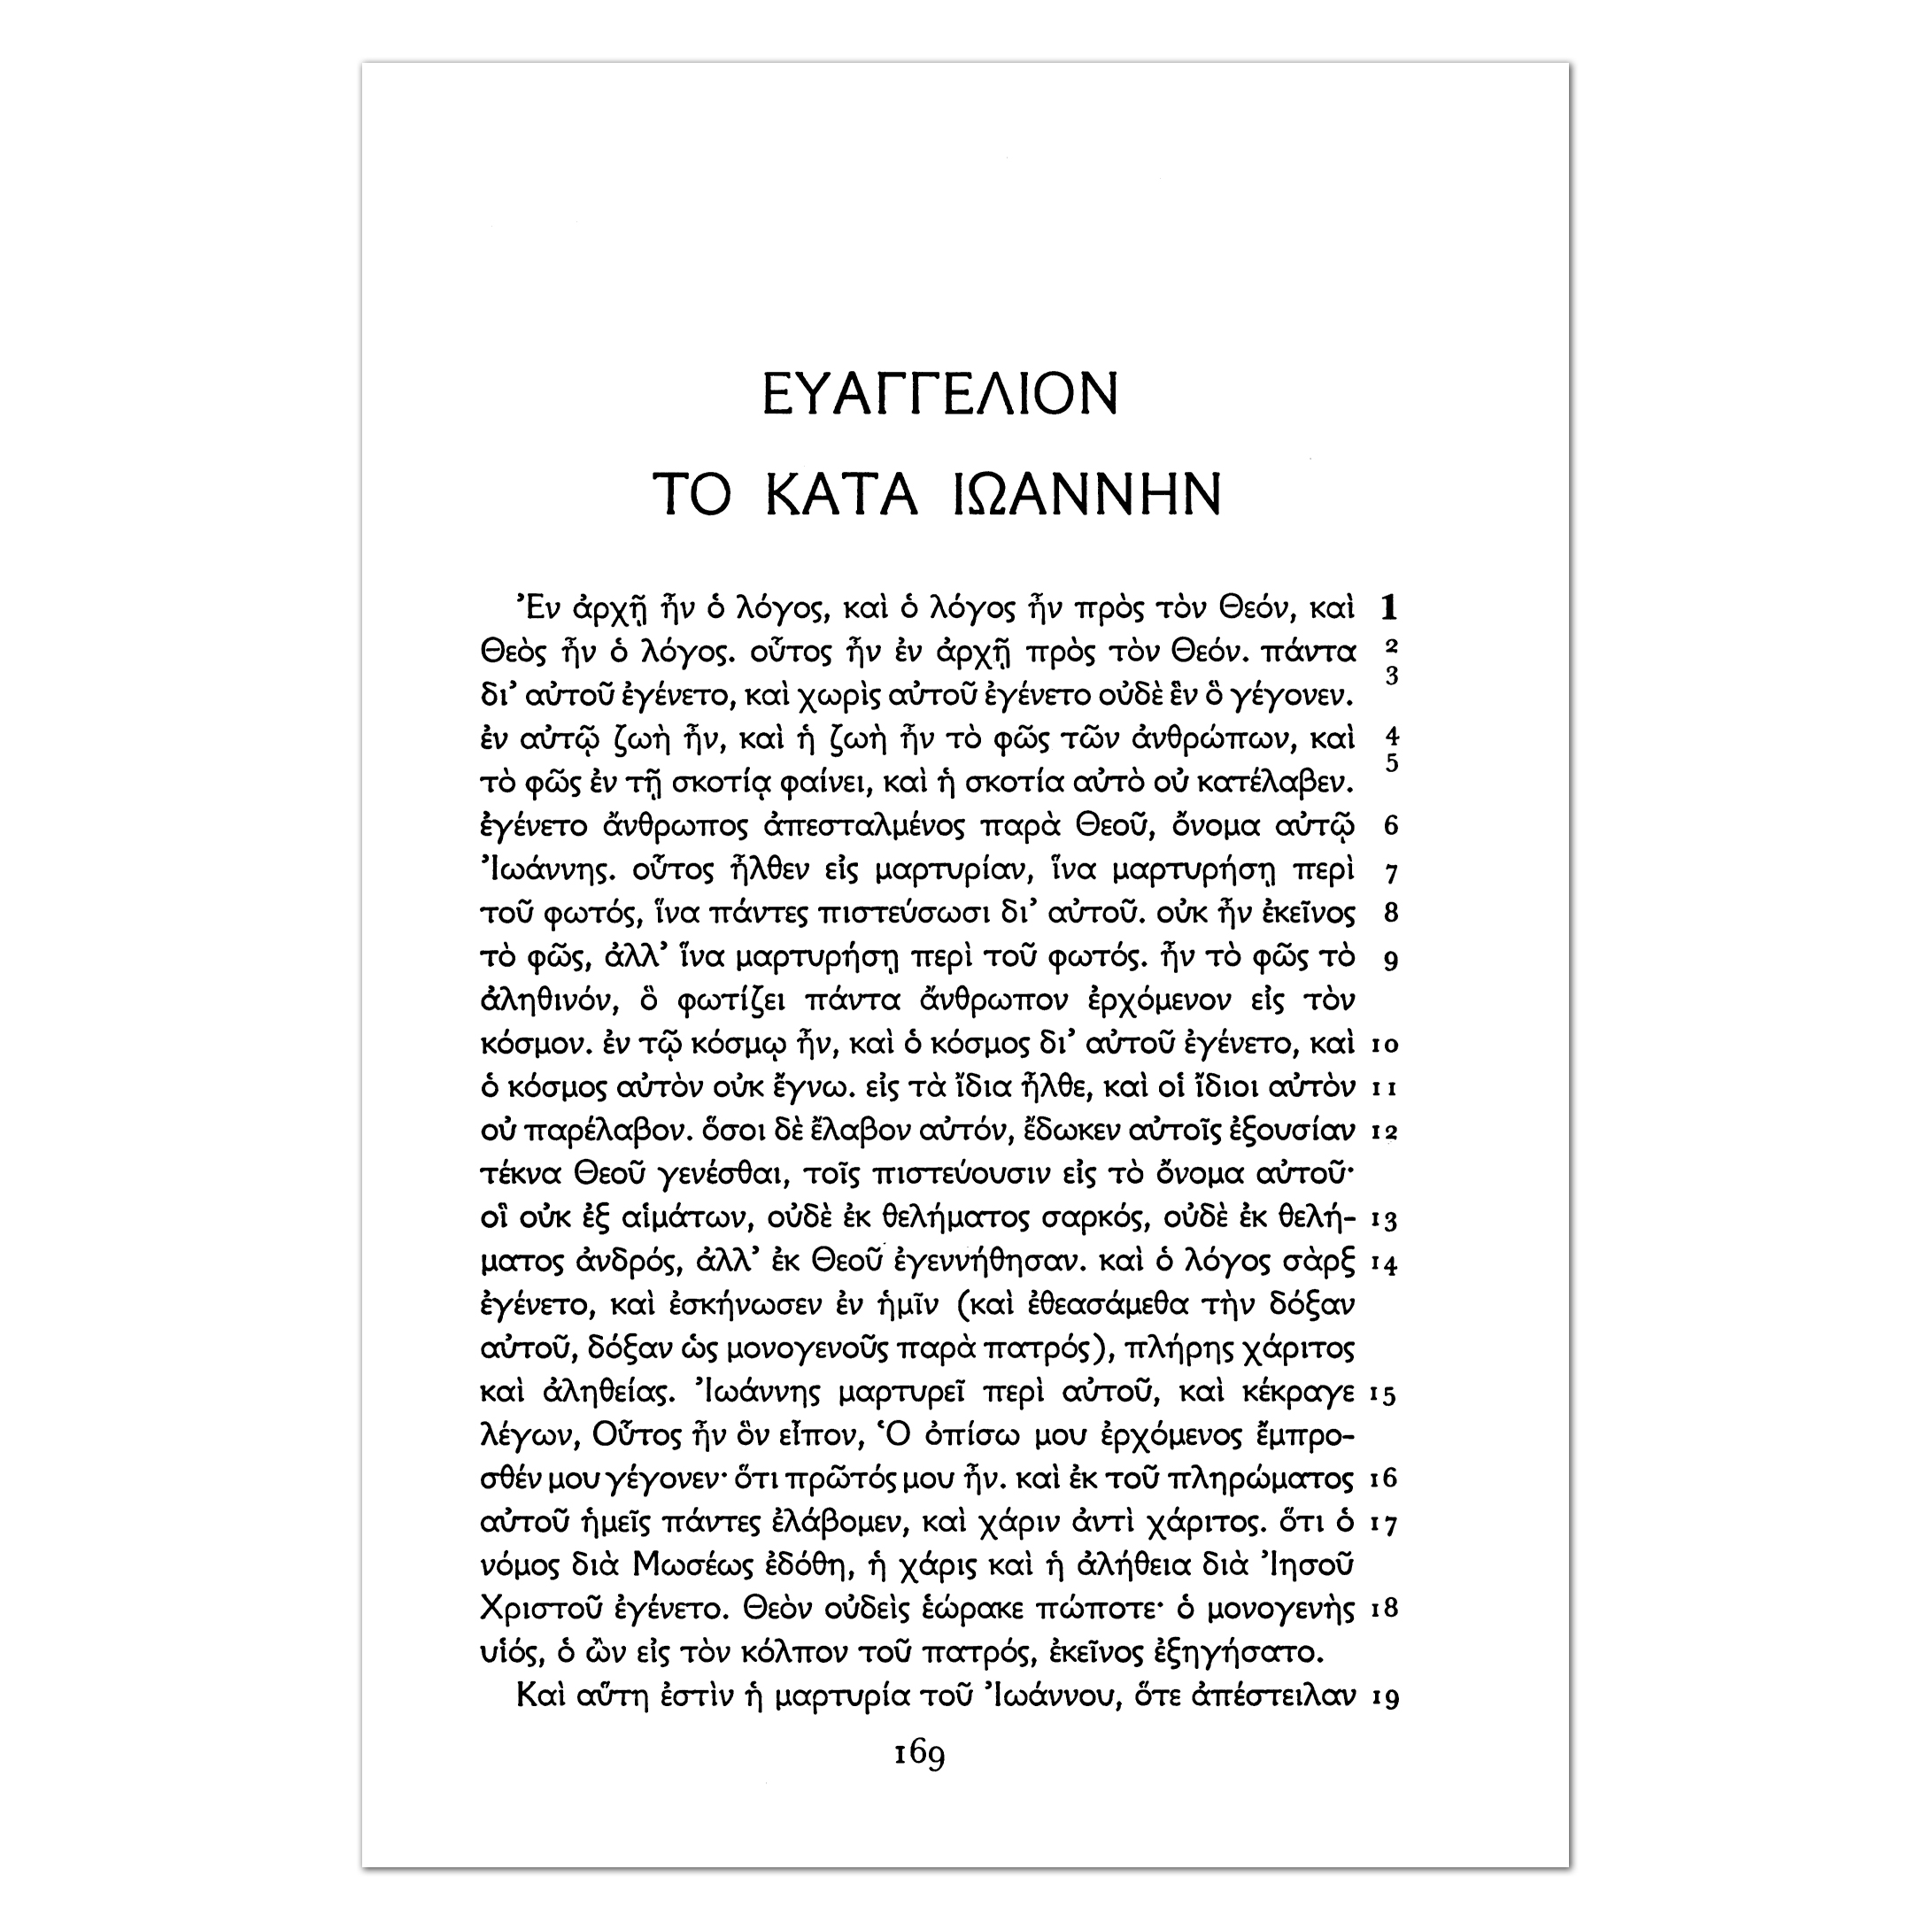 ΕΥΑΓΓΕΛΙΟΝ
ΤΟ ΚΑΤΑ ΙΩΑΝΝΗΝ
Ἐν ἀρχῇ ἦν ὁ λόγος, καὶ ὁ λόγος ἦν πρὸς τὸν Θεόν, καὶ 1
Θεὸς ἦν ὁ λόγος. οὗτος ἦν ἐν ἀρχῇ πρὸς τὸν Θεόν. πάντα 2 3
δι’ αὐτοῦ ἐγένετο, καὶ χωρὶς αὐτοῦ ἐγένετο οὐδὲ ἓν ὃ γέγονεν.
ἐν αὐτῷ ζωὴ ἦν, καὶ ἡ ζωὴ ἦν τὸ φῶς τῶν ἀνθρώπων, καὶ 4 5
τὸ φῶς ἐν τῇ σκοτίᾳ φαίνει, καὶ ἡ σκοτία αὐτὸ οὐ κατέλαβεν.
ἐγένετο ἄνθρωπος ἀπεσταλμένος παρὰ Θεοῦ, ὄνομα αὐτῷ 6
Ἰωάννης. οὗτος ἦλθεν εἰς μαρτυρίαν, ἵνα μαρτυρήσῃ περὶ 7
τοῦ φωτός, ἵνα πάντες πιστεύσωσι δι’ αὐτοῦ. οὐκ ἦν ἐκεῖνος 8
τὸ φῶς, ἀλλ’ ἵνα μαρτυρήσῃ περὶ τοῦ φωτός. ἦν τὸ φῶς τὸ 9
ἀληθινόν, ὃ φωτίζει πάντα ἄνθρωπον ἐρχόμενον εἰς τὸν
κόσμον. ἐν τῷ κόσμῳ ἦν, καὶ ὁ κόσμος δι’ αὐτοῦ ἐγένετο, καὶ 10
ὁ κόσμος αὐτὸν οὐκ ἔγνω. εἰς τὰ ἴδια ἦλθε, καὶ οἱ ἴδιοι αὐτὸν 11
οὐ παρέλαβον. ὅσοι δὲ ἔλαβον αὐτόν, ἔδωκεν αὐτοῖς ἐξουσίαν 12
τέκνα Θεοῦ γενέσθαι, τοῖς πιστεύουσιν εἰς τὸ ὄνομα αὐτοῦ·
οἳ οὐκ ἐξ αἱμάτων, οὐδὲ ἐκ θελήματος σαρκός, οὐδὲ ἐκ θελή- 13
ματος ἀνδρός, ἀλλ’ ἐκ Θεοῦ ἐγεννήθησαν. καὶ ὁ λόγος σὰρξ 14
ἐγένετο, καὶ ἐσκήνωσεν ἐν ἡμῖν (καὶ ἐθεασάμεθα τὴν δόξαν
αὐτοῦ, δόξαν ὡς μονογενοῦς παρὰ πατρός), πλήρης χάριτος
καὶ ἀληθείας. Ἰωάννης μαρτυρεῖ περὶ αὐτοῦ, καὶ κέκραγε 15
λέγων, Οὗτος ἦν ὃν εἶπον, Ὁ ὀπίσω μου ἐρχόμενος ἔμπρο-
σθέν μου γέγονεν· ὅτι πρῶτός μου ἦν. καὶ ἐκ τοῦ πληρώματος 16
αὐτοῦ ἡμεῖς πάντες ἐλάβομεν, καὶ χάριν ἀντὶ χάριτος. ὅτι ὁ 17
νόμος διὰ Μωσέως ἐδόθη, ἡ χάρις καὶ ἡ ἀλήθεια διὰ Ἰησοῦ
Χριστοῦ ἐγένετο. Θεὸν οὐδεὶς ἑώρακε πώποτε· ὁ μονογενὴς 18
υἱός, ὁ ὢν εἰς τὸν κόλπον τοῦ πατρός, ἐκεῖνος ἐξηγήσατο.
Καὶ αὕτη ἐστὶν ἡ μαρτυρία τοῦ Ἰωάννου, ὅτε ἀπέστειλαν 19
169